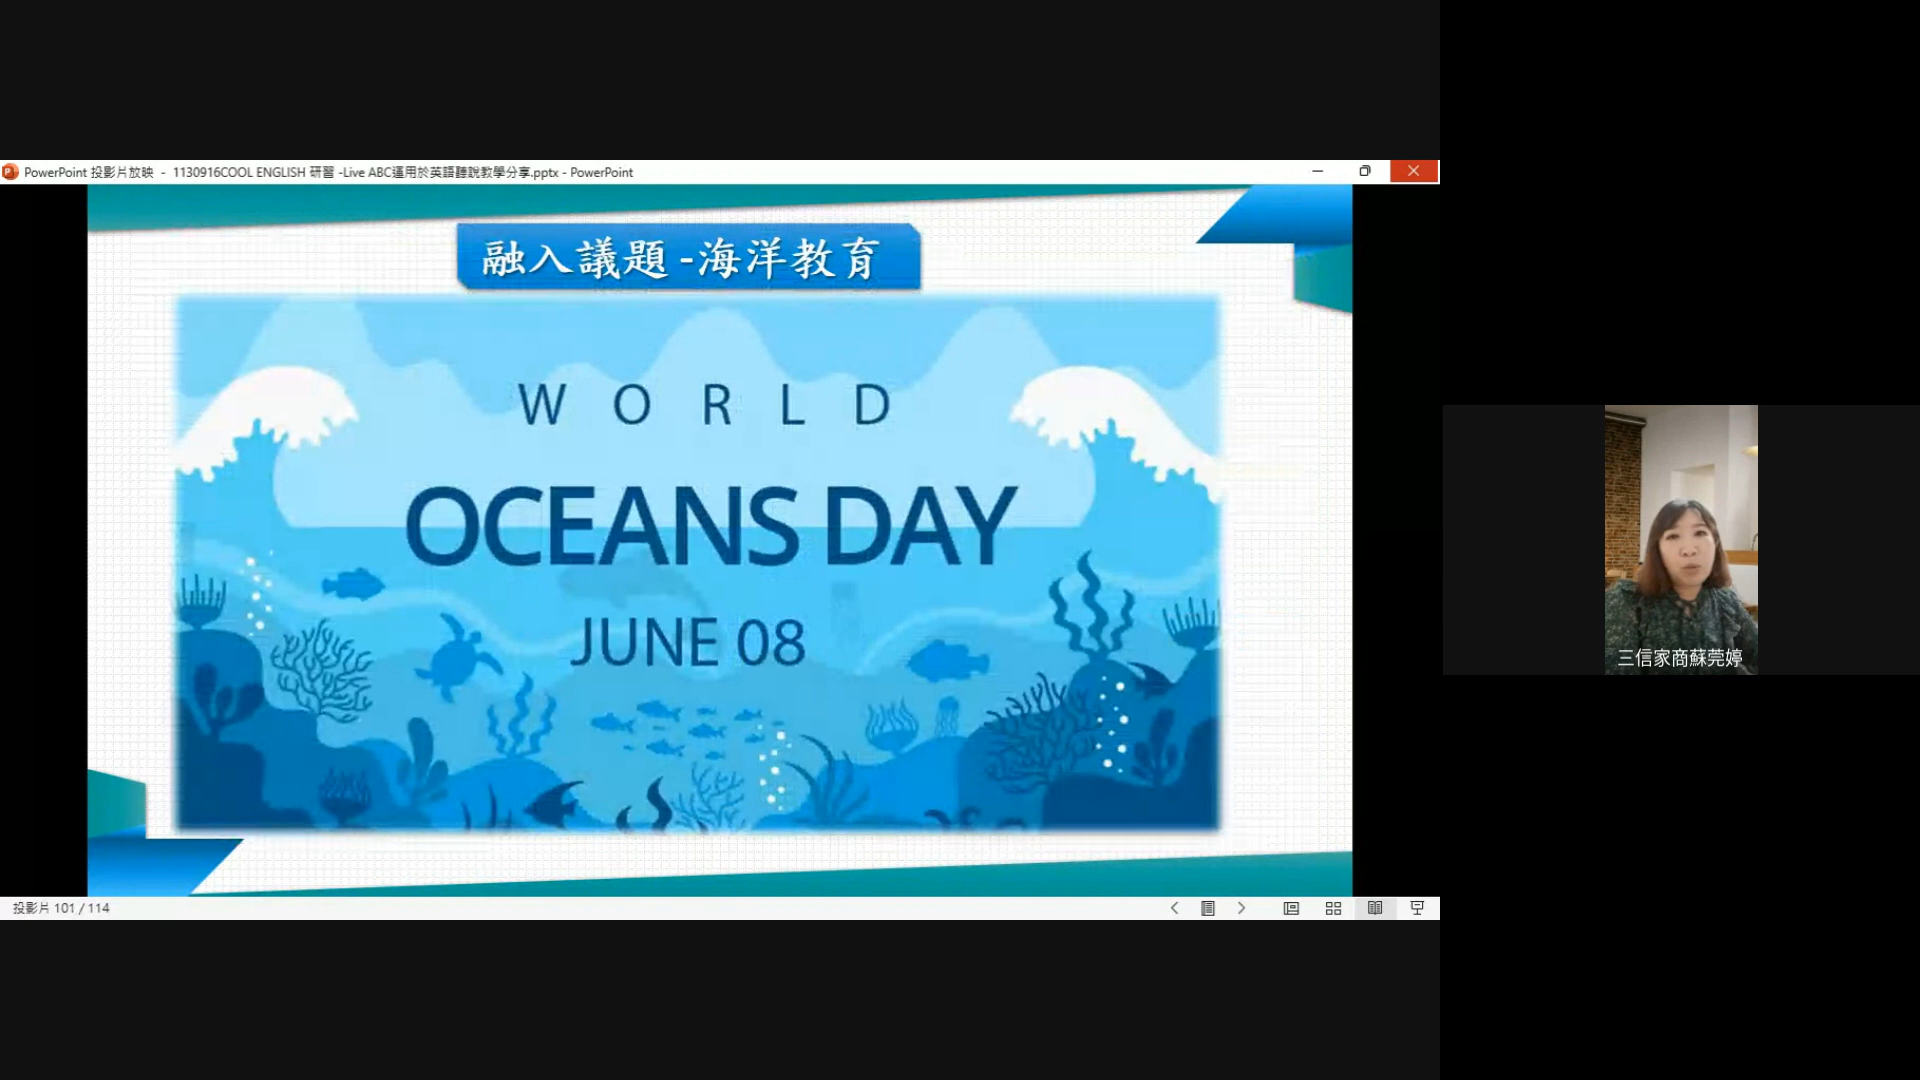 PowerPoint 投影片放映 - 1130916COOL ENGLISH 研習 -Live ABC運用於英語聽說教學分享.pptx - PowerPoint
融入議題-海洋教育
WORLD
OCEANS DAY
JUNE 08
三信家商蘇莞婷
投影片 101 / 114